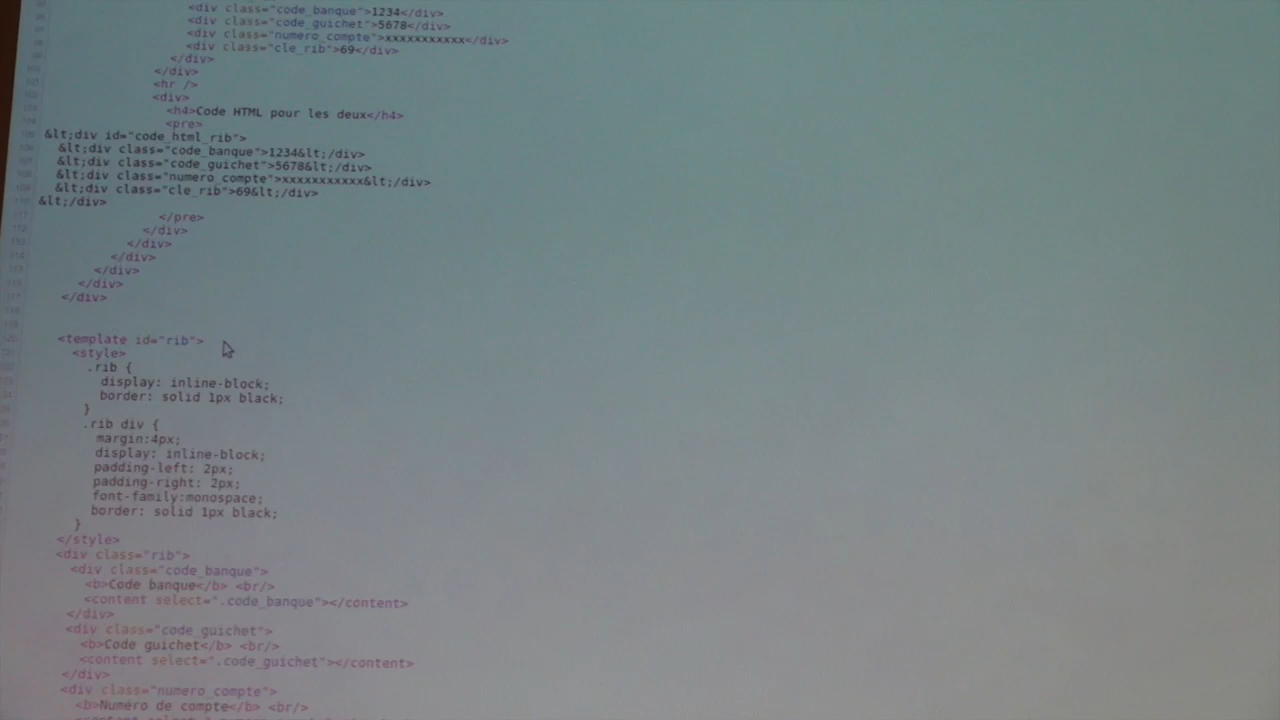 <div class="code_banque">1234</div>
<div class="code_guichet">5678</div>
<div class="numero_compte">xxxxxxxxxxx</div>
<div class="cle_rib">69</div>
</div>
</div>
<hr />
<div>
<h4>Code HTML pour les deux</h4>
<pre>
&lt;div id="code_html_rib">
&lt;div class="code_banque">1234&lt;/div>
&lt;div class="code_guichet">5678&lt;/div>
&lt;div class="numero_compte">xxxxxxxxxxx&lt;/div>
&lt;div class="cle_rib">69&lt;/div>
&lt;/div>
</pre>
</div>
</div>
</div>
</div>
</div>
</div>
<template id="rib">
<style>
.rib {
display: inline-block;
border: solid 1px black;
}
.rib div {
margin:4px;
display: inline-block;
padding-left: 2px;
padding-right: 2px;
font-family:monospace;
border: solid 1px black;
}
</style>
<div class="rib">
<div class="code_banque">
<b>Code banque</b> <br/>
<content select=".code_banque"></content>
</div>
<div class="code_guichet">
<b>Code guichet</b> <br/>
<content select=".code_guichet"></content>
</div>
<div class="numero_compte">
<b>Numéro de compte</b> <br/>